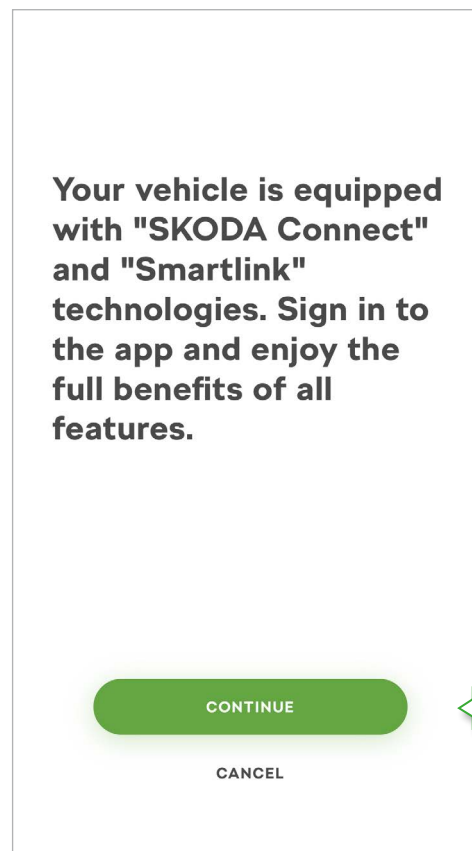 Your vehicle is equipped
with "SKODA Connect"
and "Smartlink"
technologies. Sign in to
the app and enjoy the
full benefits of all
features.
CONTINUE
CANCEL